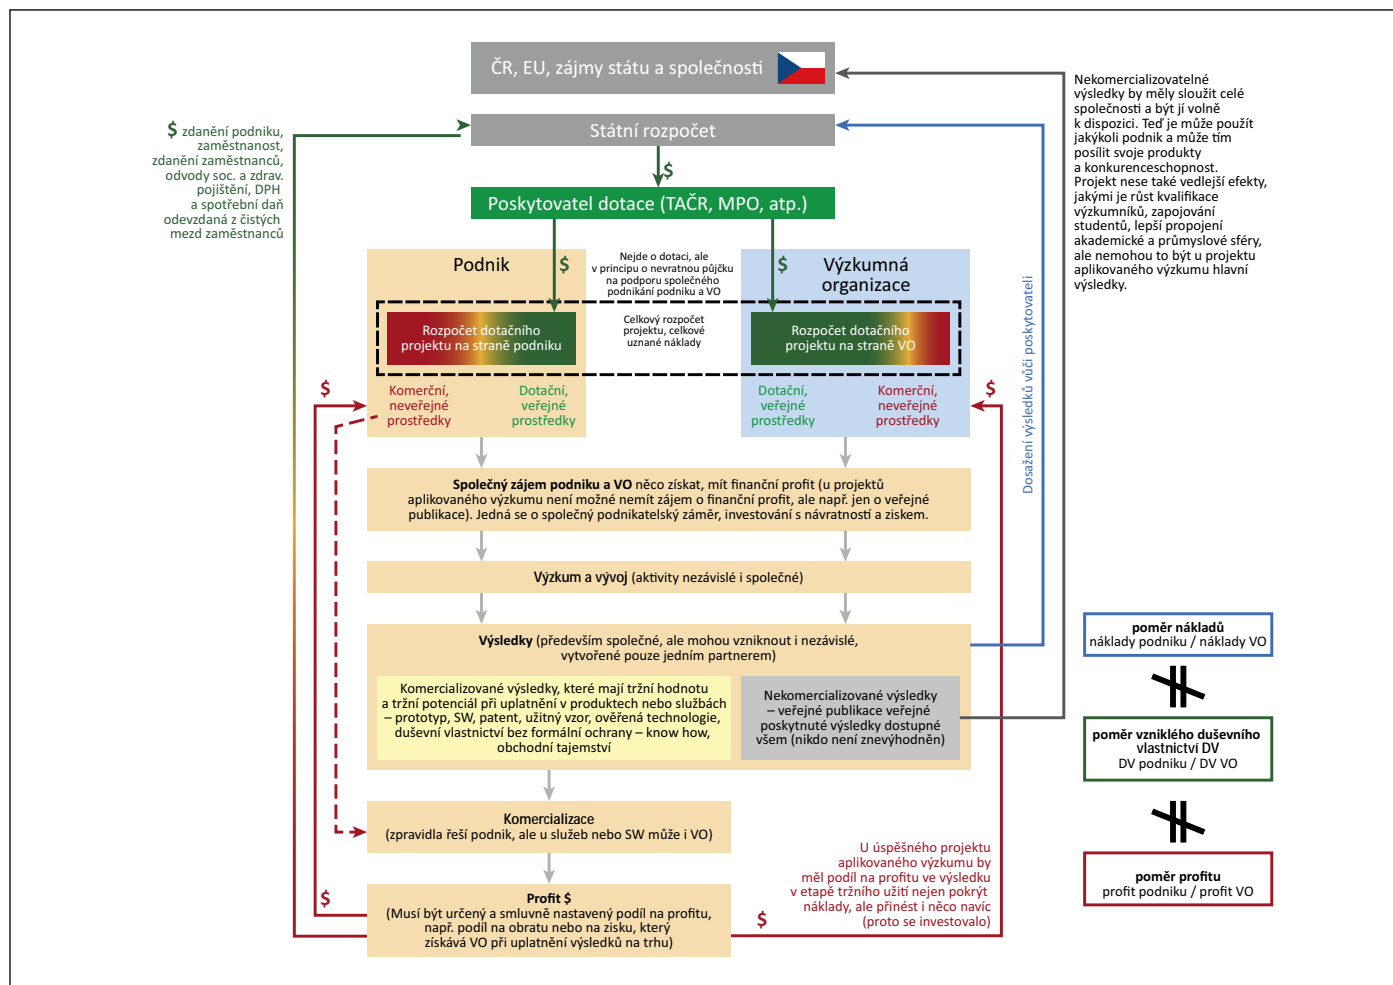 ČR, EU, zájmy státu a společnosti
Státní rozpočet
$
Poskytovatel dotace (TAČR, MPO, atp.)
$ zdanění podniku,
zaměstnanost,
zdanění zaměstnanců,
odvody soc. a zdrav.
pojištění, DPH
a spotřební daň
odevzdaná z čistých
mezd zaměstnanců
Nekomercializovatelné
výsledky by měly sloužit celé
společnosti a být jí volně
k dispozici. Teď je může použít
jakýkoli podnik a může tím
posílit svoje produkty
a konkurenceschopnost.
Projekt nese také vedlejší efekty,
jakými je růst kvalifikace
výzkumníků, zapojování
studentů, lepší propojení
akademické a průmyslové sféry,
ale nemohou to být u projektu
aplikovaného výzkumu hlavní
výsledky.
Podnik
$
Nejde o dotaci, ale
v principu o nevratnou půjčku
na podporu společného
podnikání podniku a VO
$
Výzkumná
organizace
Rozpočet dotačního
projektu na straně podniku
Celkový rozpočet
projektu, celkové
uznané náklady
Rozpočet dotačního
projektu na straně VO
$
Komerční,
neveřejné
prostředky
Dotační,
veřejné
prostředky
Dotační,
veřejné
prostředky
Komerční,
neveřejné
prostředky
$
Dosažení výsledků vůči poskytovateli
Společný zájem podniku a VO něco získat, mít finanční profit (u projektů
aplikovaného výzkumu není možné nemít zájem o finanční profit, ale např. jen o veřejné
publikace). Jedná se o společný podnikatelský záměr, investování s návratností a ziskem.
Výzkum a vývoj (aktivity nezávislé i společné)
Výsledky (především společné, ale mohou vzniknout i nezávislé,
vytvořené pouze jedním partnerem)
Komercializované výsledky, které mají tržní hodnotu
a tržní potenciál při uplatnění v produktech nebo službách
– prototyp, SW, patent, užitný vzor, ověřená technologie,
duševní vlastnictví bez formální ochrany – know how,
obchodní tajemství
Nekomercializované výsledky
– veřejné publikace veřejné
poskytnuté výsledky dostupné
všem (nikdo není znevýhodněn)
Komercializace
(zpravidla řeší podnik, ale u služeb nebo SW může i VO)
$
Profit $
(Musí být určený a smluvně nastavený podíl na profitu,
např. podíl na obratu nebo na zisku, který
získává VO při uplatnění výsledků na trhu)
$
U úspěšného projektu
aplikovaného výzkumu by
měl podíl na profitu ve výsledku
v etapě tržního užití nejen pokrýt
náklady, ale přinést i něco navíc
(proto se investovalo)
poměr nákladů
náklady podniku / náklady VO
poměr vzniklého duševního
vlastnictví DV
DV podniku / DV VO
poměr profitu
profit podniku / profit VO